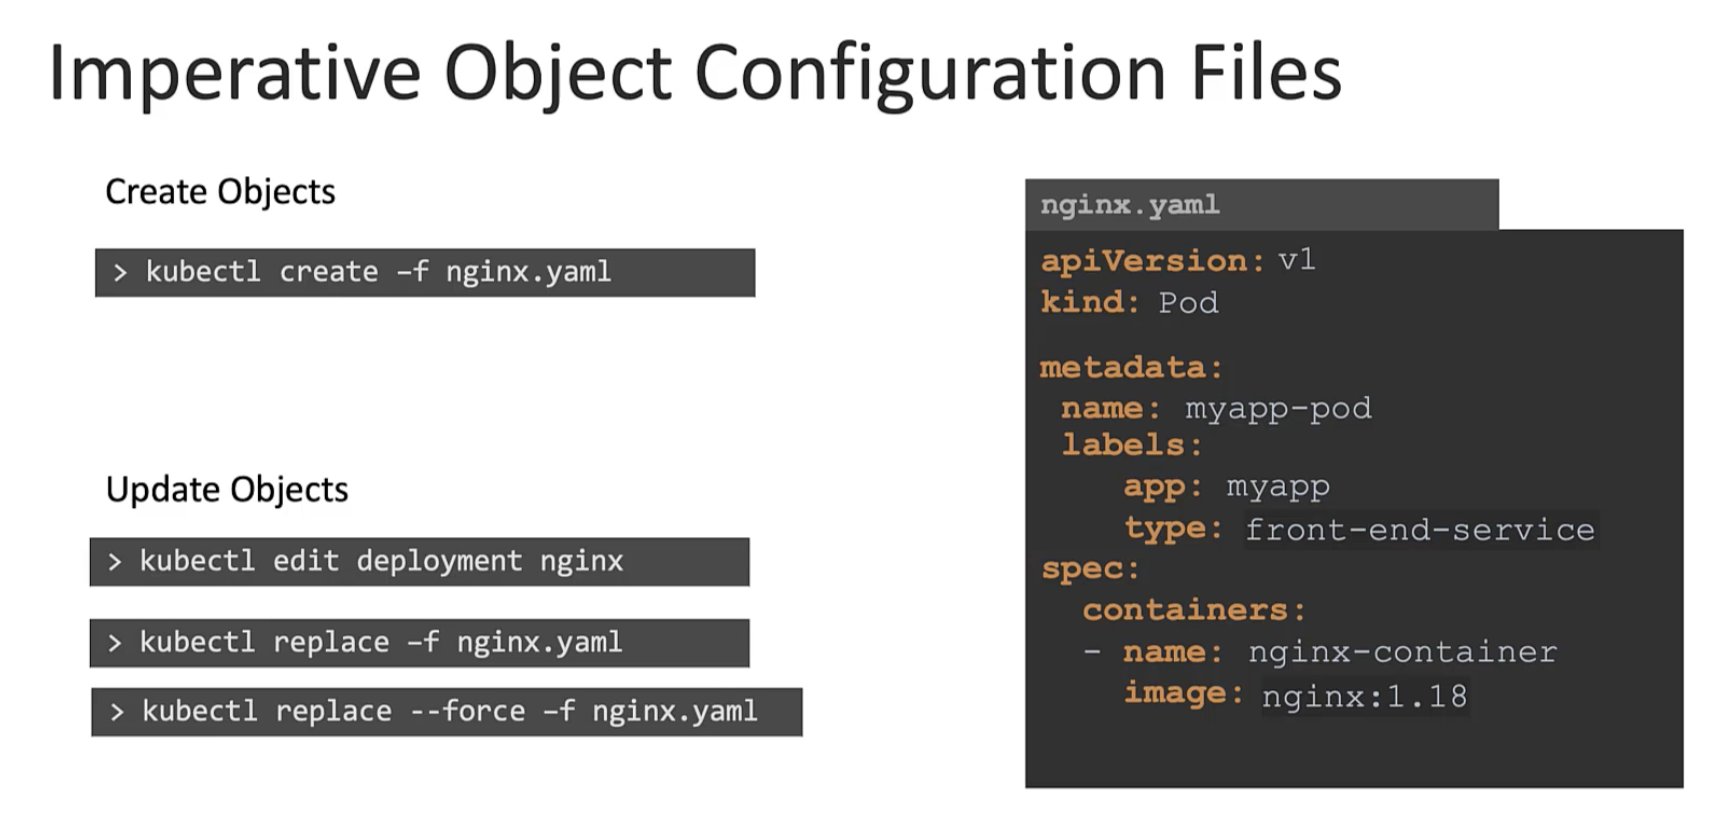 Imperative Object Configuration Files
Create Objects
> kubectl create –f nginx.yaml
Update Objects
> kubectl edit deployment nginx
> kubectl replace –f nginx.yaml
> kubectl replace --force –f nginx.yaml
nginx.yaml
apiVersion: v1
kind: Pod
metadata:
name: myapp-pod
labels:
app: myapp
type: front-end-service
spec:
containers:
- name: nginx-container
image: nginx:1.18